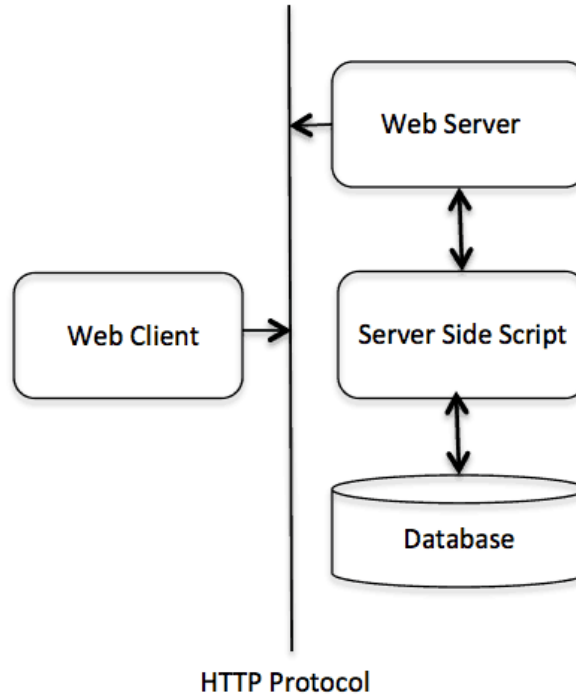 Web Server
Web Client
Server Side Script
Database
HTTP Protocol